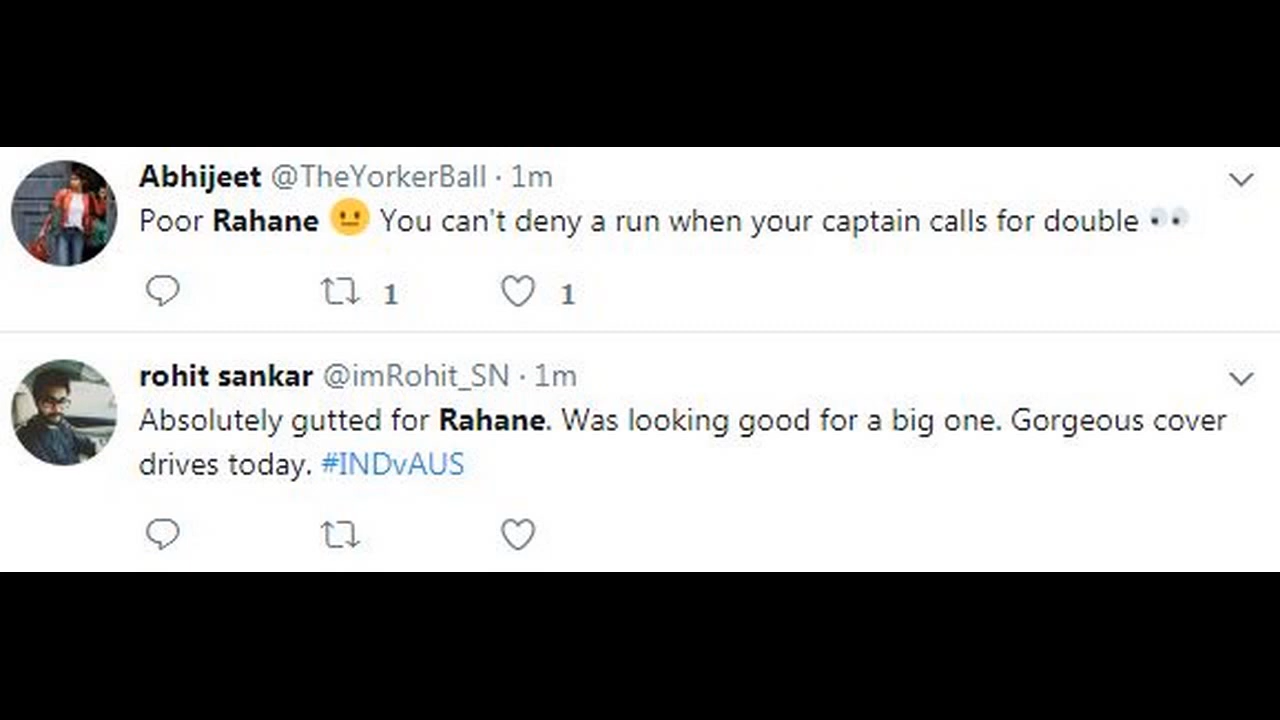 Abhijeet @TheYorkerBall · 1m
Poor Rahane 😐 You can't deny a run when your captain calls for double 👀
1 1
rohit sankar @imRohit_SN · 1m
Absolutely gutted for Rahane. Was looking good for a big one. Gorgeous cover
drives today. #INDvAUS